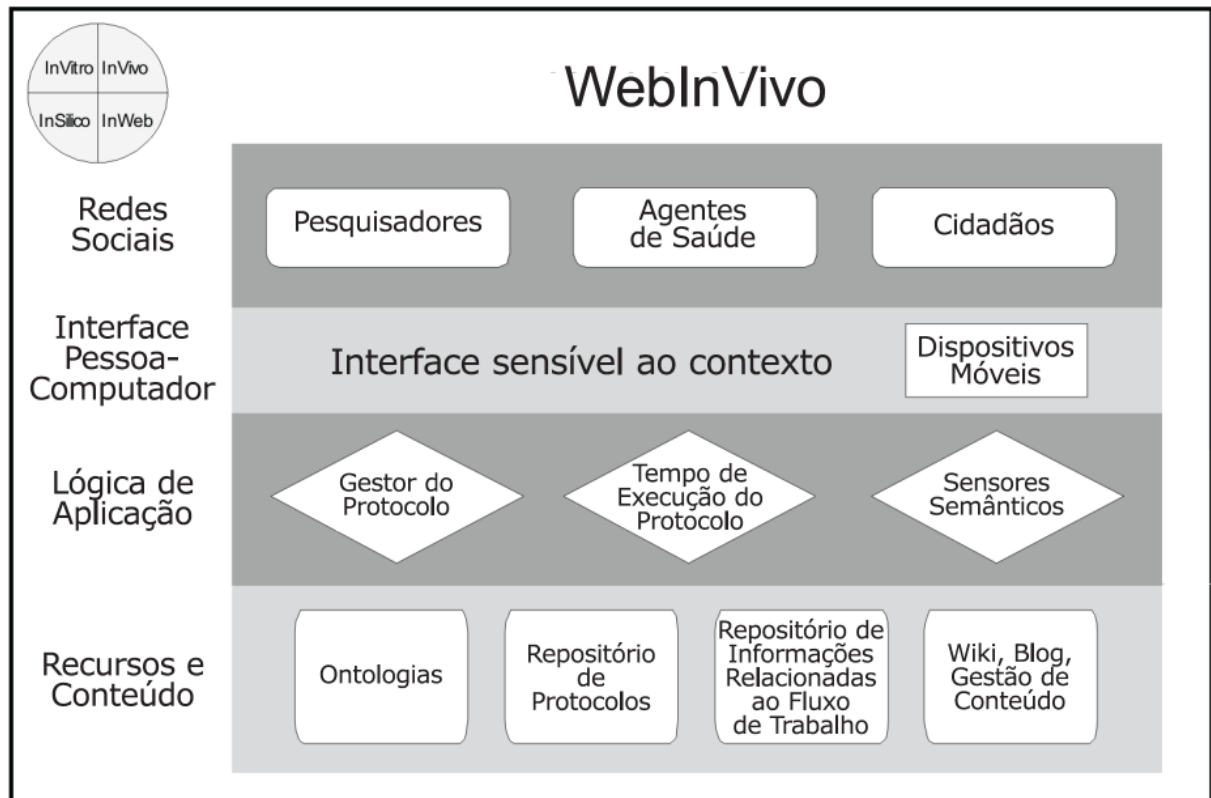 InVitro InVivo
InSilico InWeb
WebInVivo
Redes
Sociais
Pesquisadores
Agentes
de Saúde
Cidadãos
Interface
Pessoa-
Computador
Interface sensível ao contexto
Dispositivos
Móveis
Lógica de
Aplicação
Gestor do
Protocolo
Tempo de
Execução do
Protocolo
Sensores
Semânticos
Recursos e
Conteúdo
Ontologias
Repositório
de
Protocolos
Repositório de
Informações
Relacionadas
ao Fluxo
de Trabalho
Wiki, Blog,
Gestão de
Conteúdo